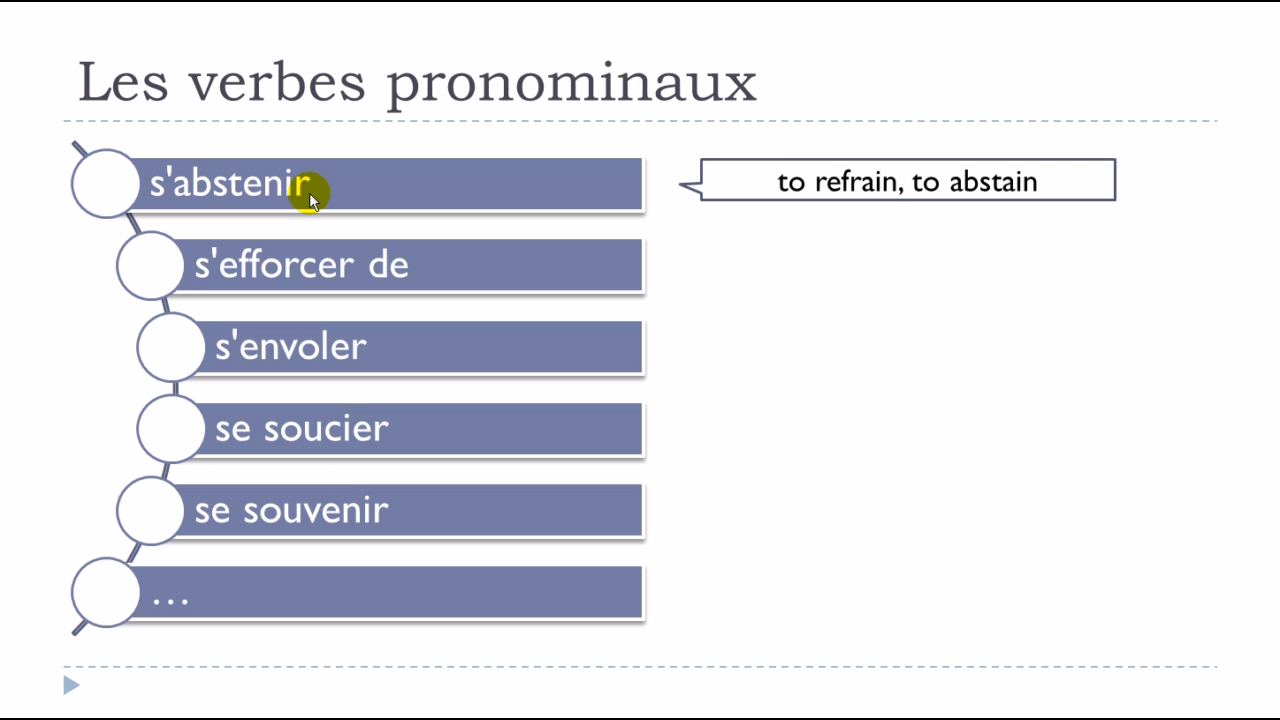 Les verbes pronominaux
s'abstenir
to refrain, to abstain
s'efforcer de
s'envoler
se soucier
se souvenir
...